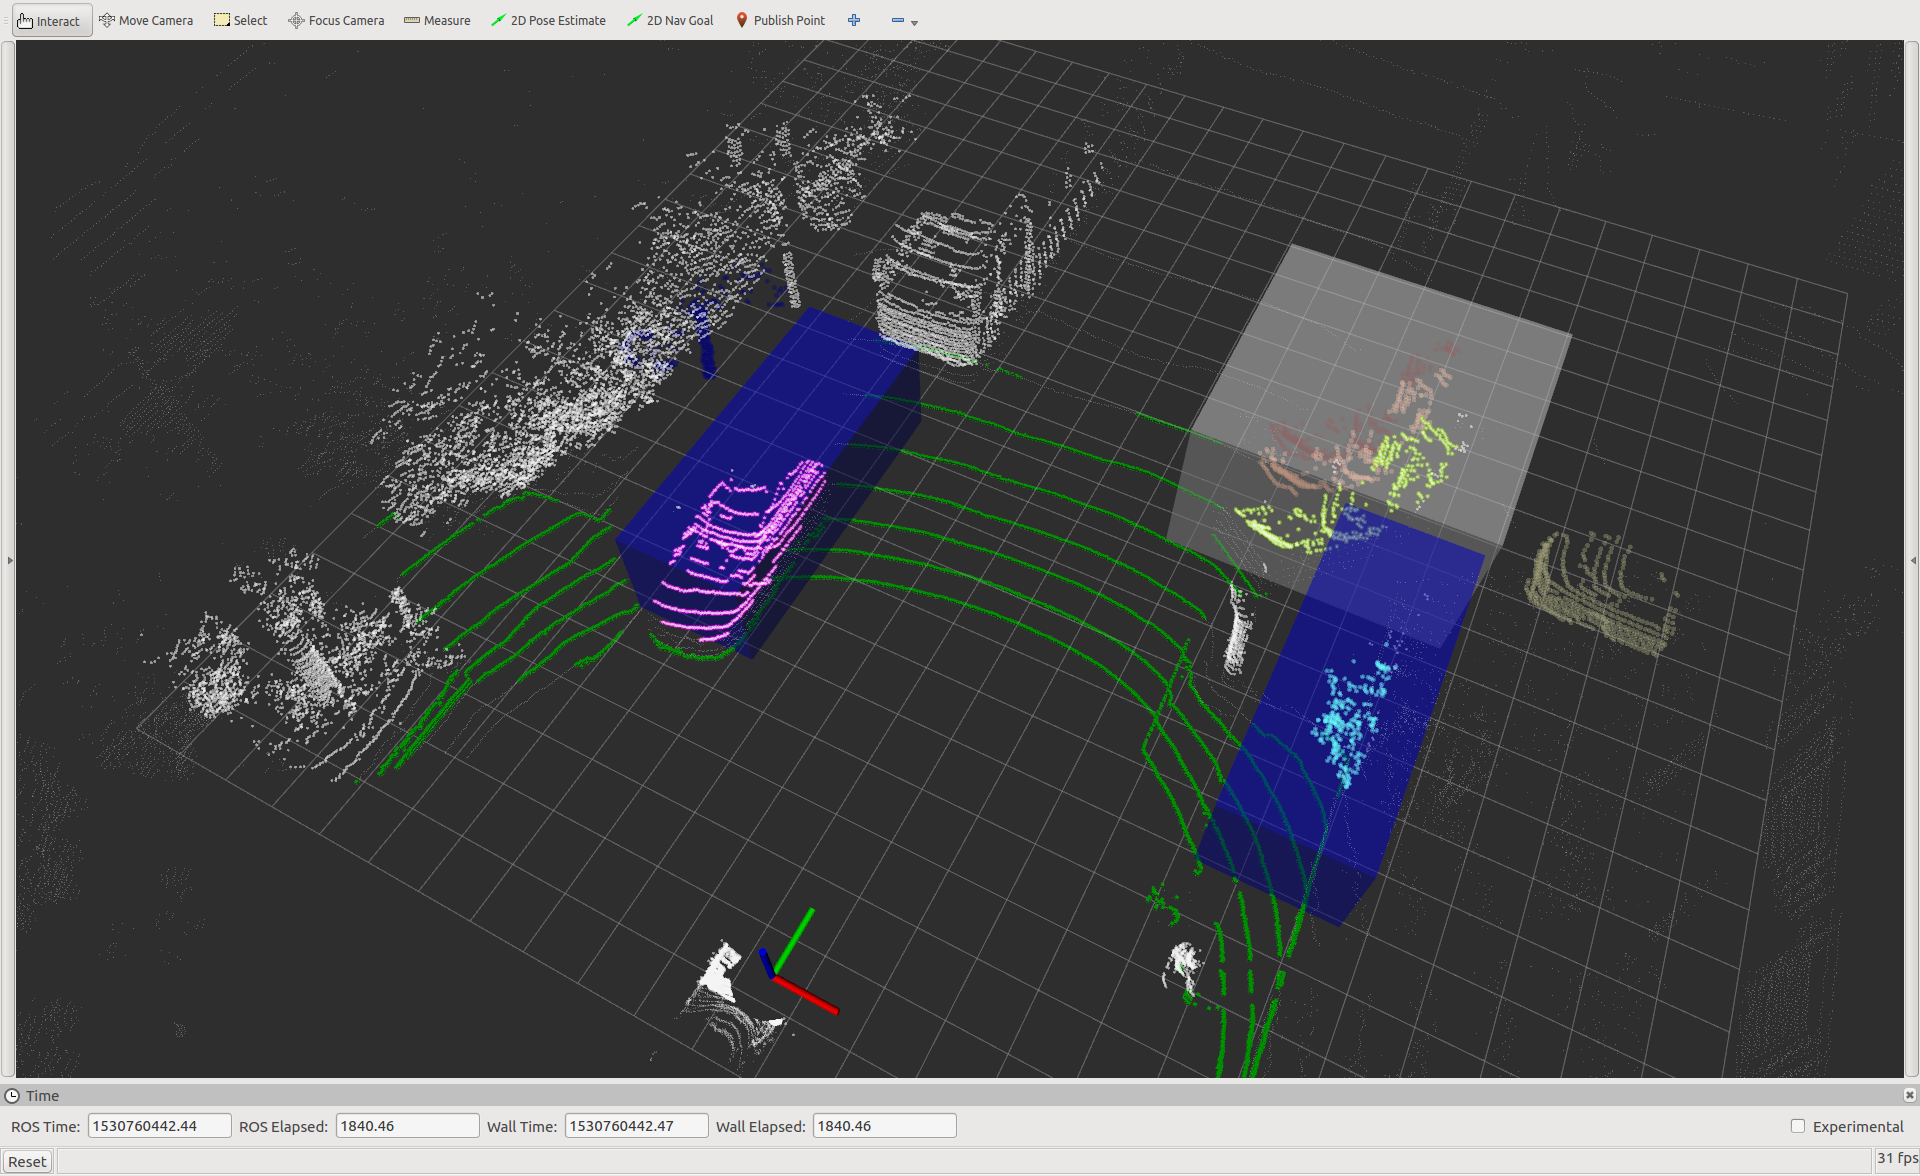 Interact Move Camera Select Focus Camera Measure 2D Pose Estimate 2D Nav Goal Publish Point
Time
ROS Time: 1530760442.44 ROS Elapsed: 1840.46 Wall Time: 1530760442.47 Wall Elapsed: 1840.46 Experimental
Reset 31 fps